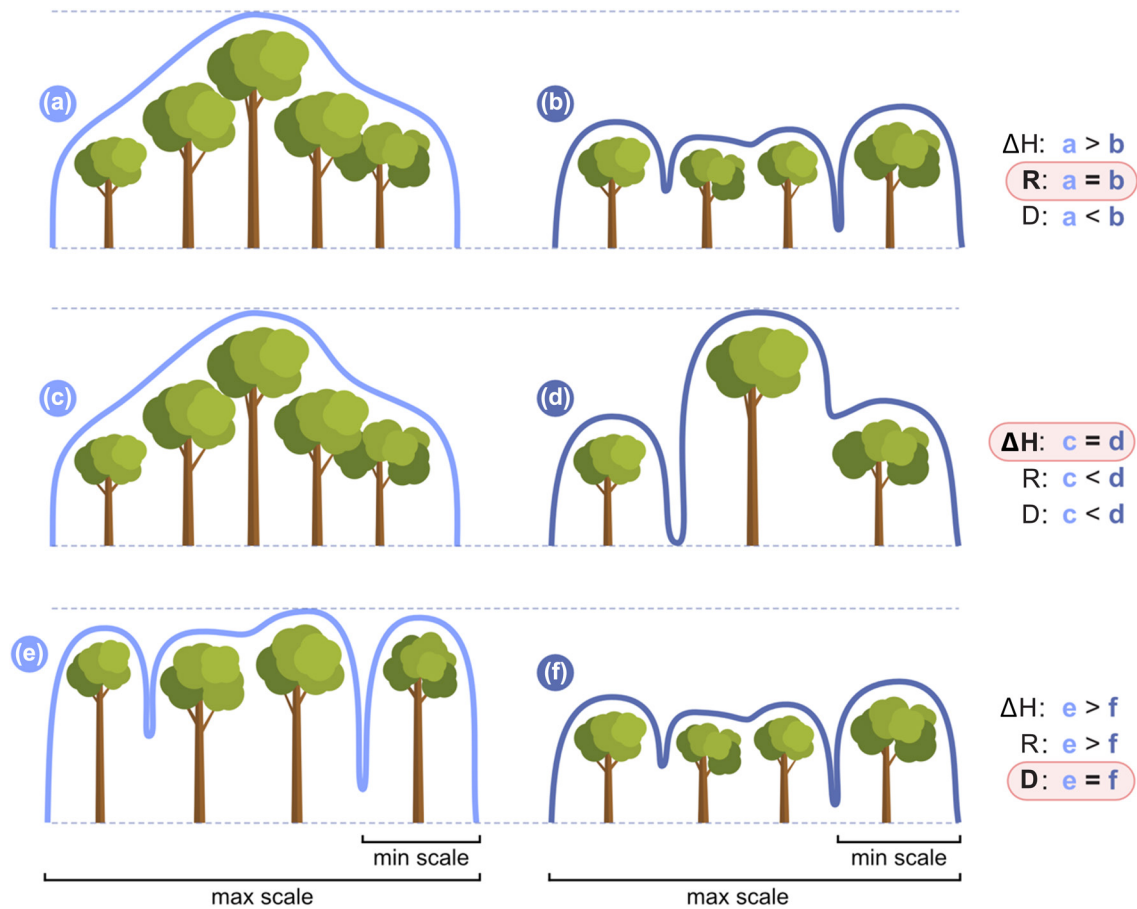 (a)
(b)
ΔH: a > b
R: a = b
D: a < b
(c)
(d)
ΔH: c = d
R: c < d
D: c < d
(e)
(f)
ΔH: e > f
R: e > f
D: e = f
min scale
max scale
min scale
max scale